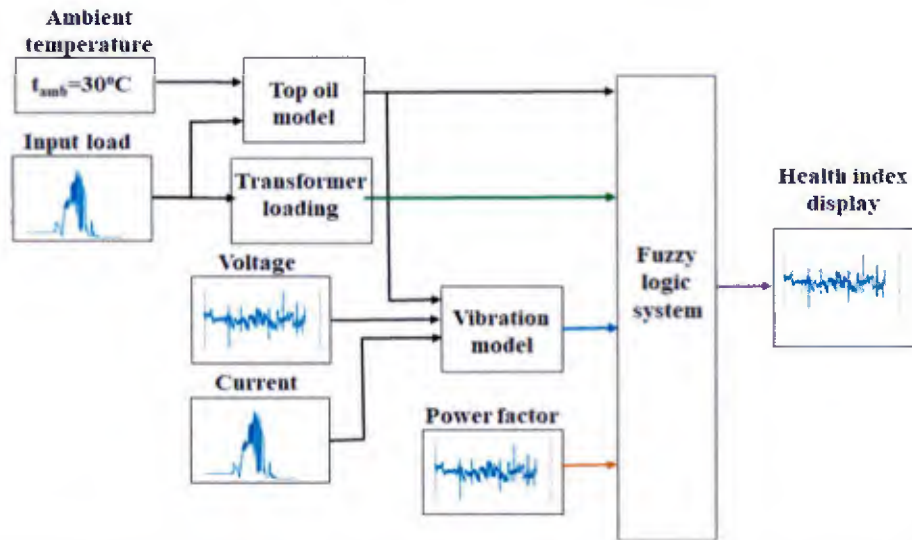 Ambient
temperature
t_amb=30°C
Top oil
model
Input load
Transformer
loading
Voltage
Vibration
model
Current
Power factor
Fuzzy
logic
system
Health index
display